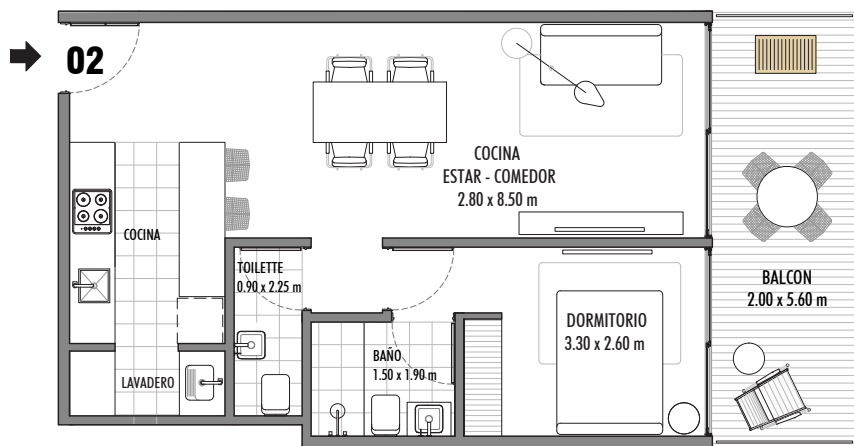 02
COCINA
ESTAR - COMEDOR
2.80 x 8.50 m
COCINA
TOILETTE
0.90 x 2.25 m
BALCON
2.00 x 5.60 m
DORMITORIO
3.30 x 2.60 m
BAÑO
1.50 x 1.90 m
LAVADERO